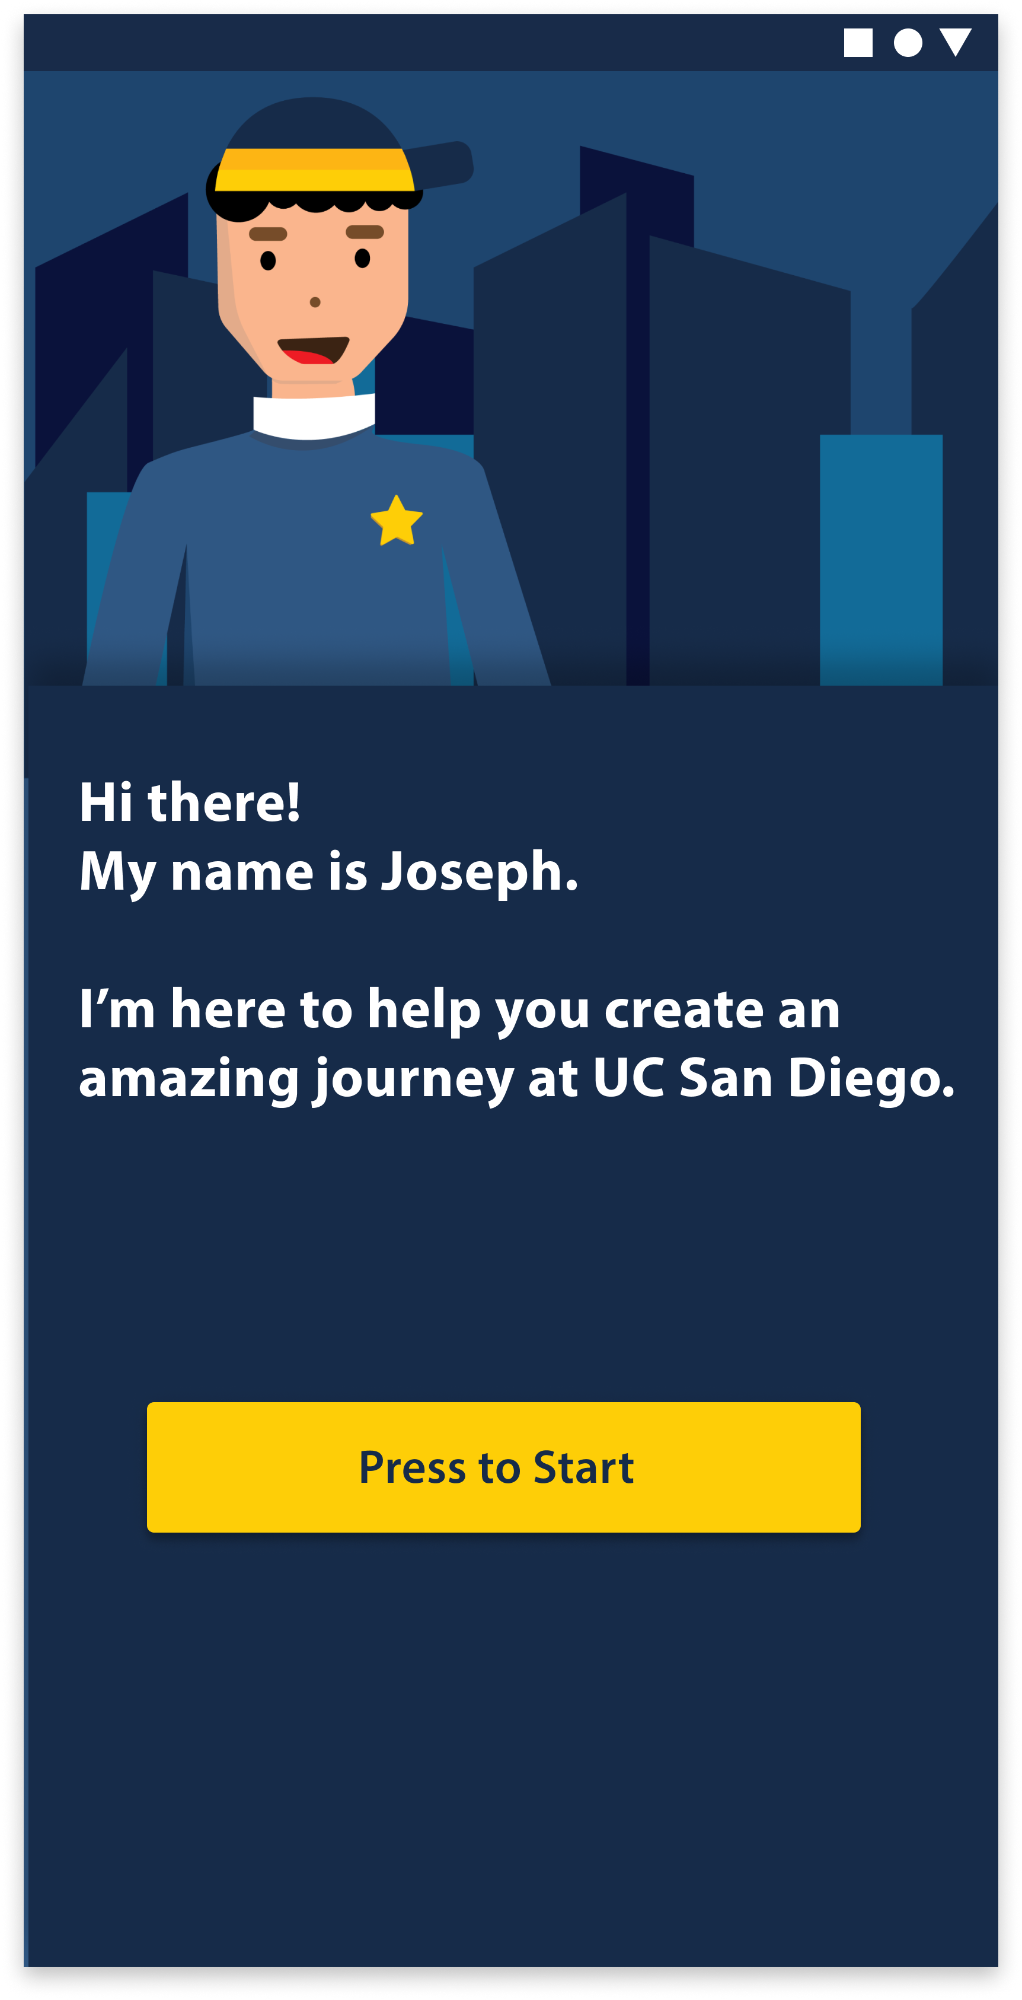 Hi there!
My name is Joseph.
I’m here to help you create an
amazing journey at UC San Diego.
Press to Start